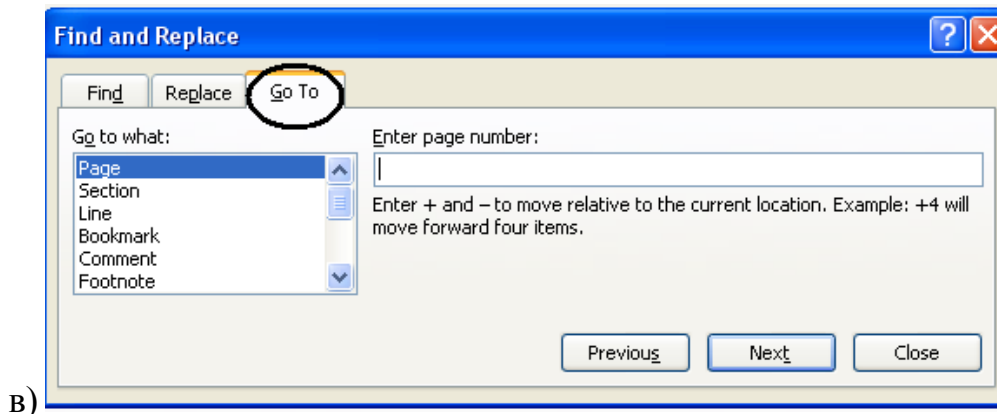 Find and Replace
Find Replace Go To
Go to what:
Page
Section
Line
Bookmark
Comment
Footnote
Enter page number:
Enter + and – to move relative to the current location. Example: +4 will
move forward four items.
Previous Next Close
в)